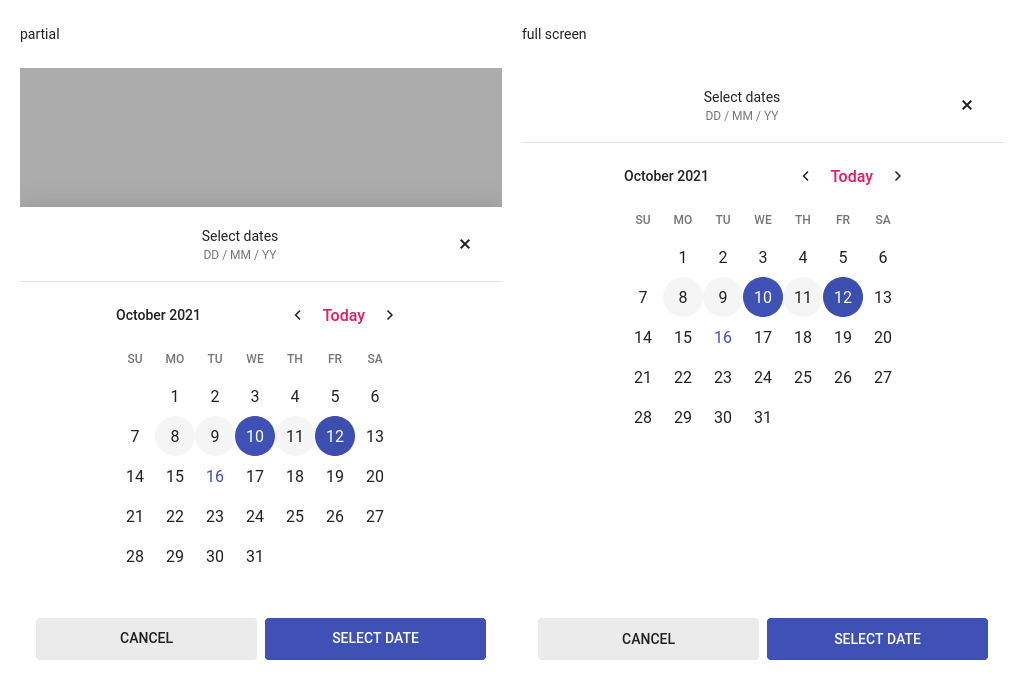 partial
Select dates
DD / MM / YY
October 2021 Today
SU MO TU WE TH FR SA
1 2 3 4 5 6
7 8 9 10 11 12 13
14 15 16 17 18 19 20
21 22 23 24 25 26 27
28 29 30 31
CANCEL SELECT DATE
full screen
Select dates
DD / MM / YY
October 2021 Today
SU MO TU WE TH FR SA
1 2 3 4 5 6
7 8 9 10 11 12 13
14 15 16 17 18 19 20
21 22 23 24 25 26 27
28 29 30 31
CANCEL SELECT DATE